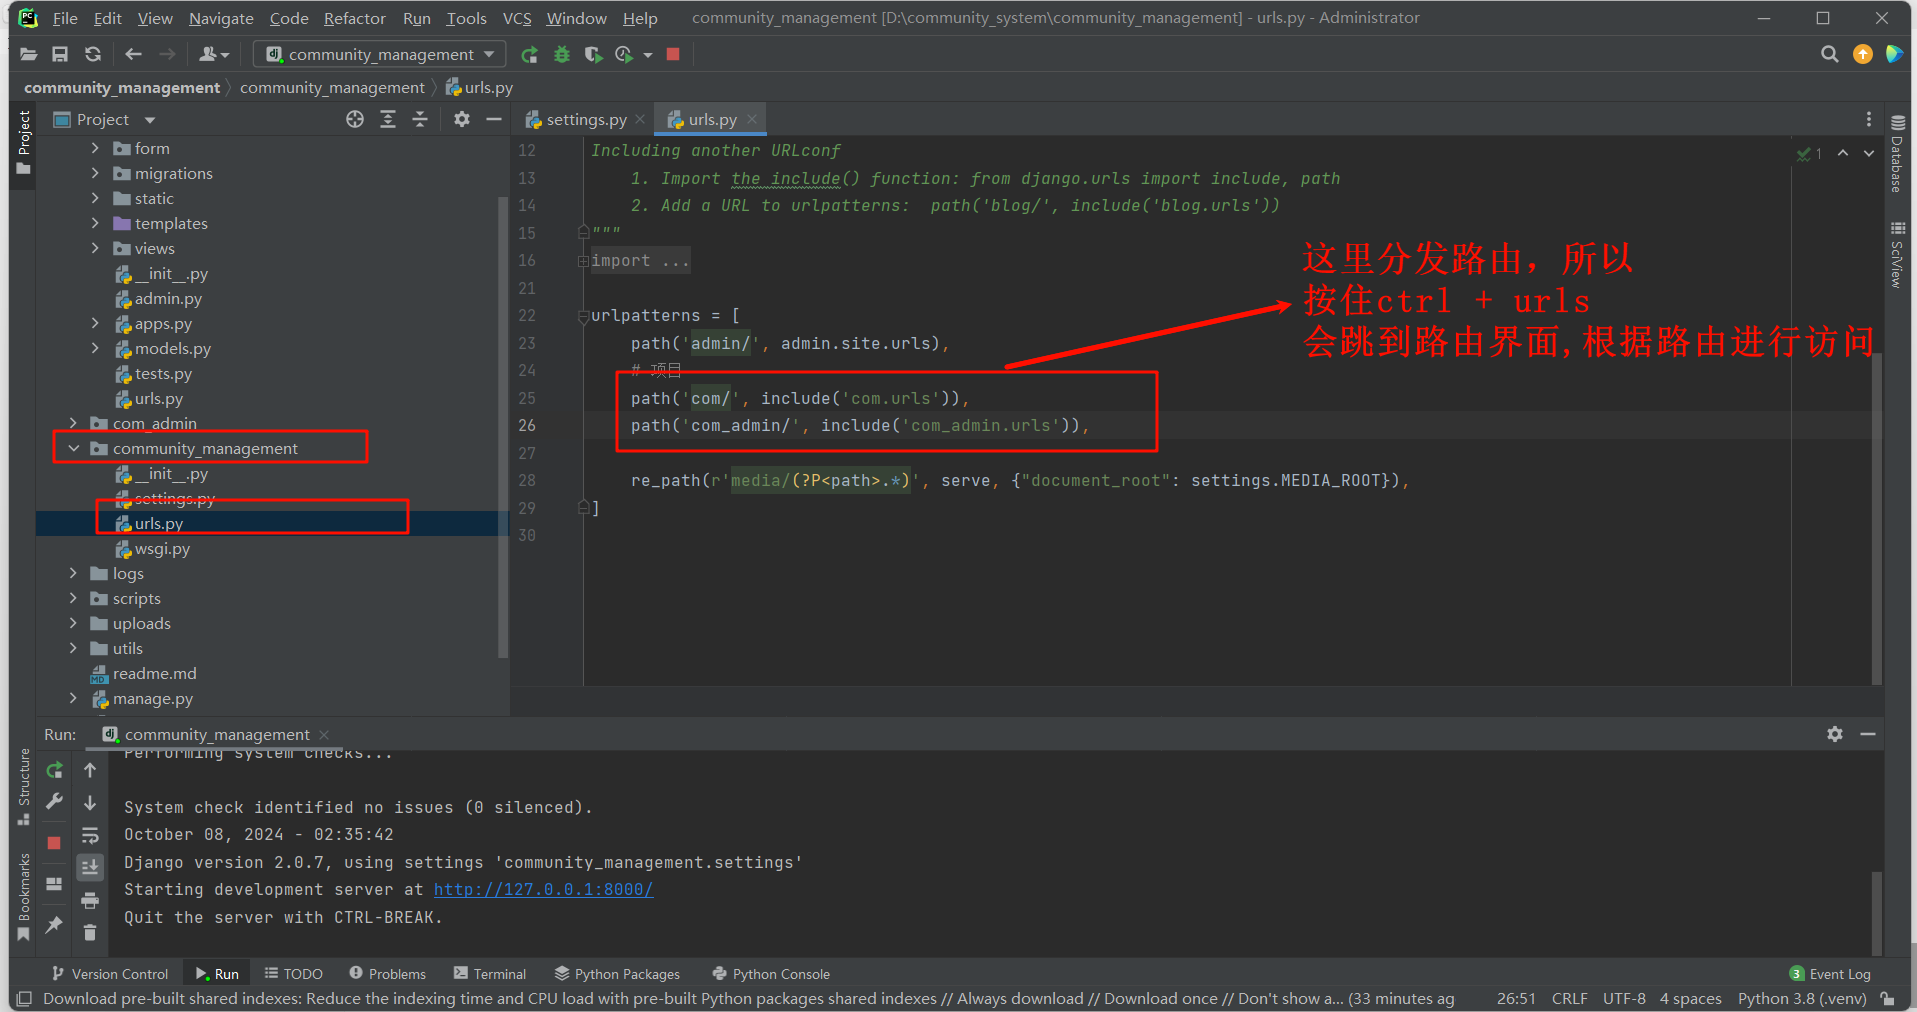 File Edit View Navigate Code Refactor Run Tools VCS Window Help community_management [D:\community_system\community_management] - urls.py - Administrator
community_management
community_management community_management urls.py
Project
settings.py urls.py
form
migrations
static
templates
views
__init__.py
admin.py
apps.py
models.py
tests.py
urls.py
com_admin
community_management
__init__.py
settings.py
urls.py
wsgi.py
logs
scripts
uploads
utils
readme.md
manage.py
12 Including another URLconf
13 1. Import the include() function: from django.urls import include, path
14 2. Add a URL to urlpatterns:  path('blog/', include('blog.urls'))
15 """
16 import ...
21
22 urlpatterns = [
23 path('admin/', admin.site.urls),
24 # 项目
25 path('com/', include('com.urls')),
26 path('com_admin/', include('com_admin.urls')),
27
28 re_path(r'media/(?P<path>.*)', serve, {"document_root": settings.MEDIA_ROOT}),
29 ]
30
1
这里分发路由，所以
按住ctrl + urls
会跳到路由界面,根据路由进行访问
Project
Structure
Bookmarks
Database
SciView
Run: community_management
Performing system checks...
System check identified no issues (0 silenced).
October 08, 2024 - 02:35:42
Django version 2.0.7, using settings 'community_management.settings'
Starting development server at http://127.0.0.1:8000/
Quit the server with CTRL-BREAK.
Version Control Run TODO Problems Terminal Python Packages Python Console 3 Event Log
Download pre-built shared indexes: Reduce the indexing time and CPU load with pre-built Python packages shared indexes // Always download // Download once // Don't show a... (33 minutes ag 26:51 CRLF UTF-8 4 spaces Python 3.8 (.venv)